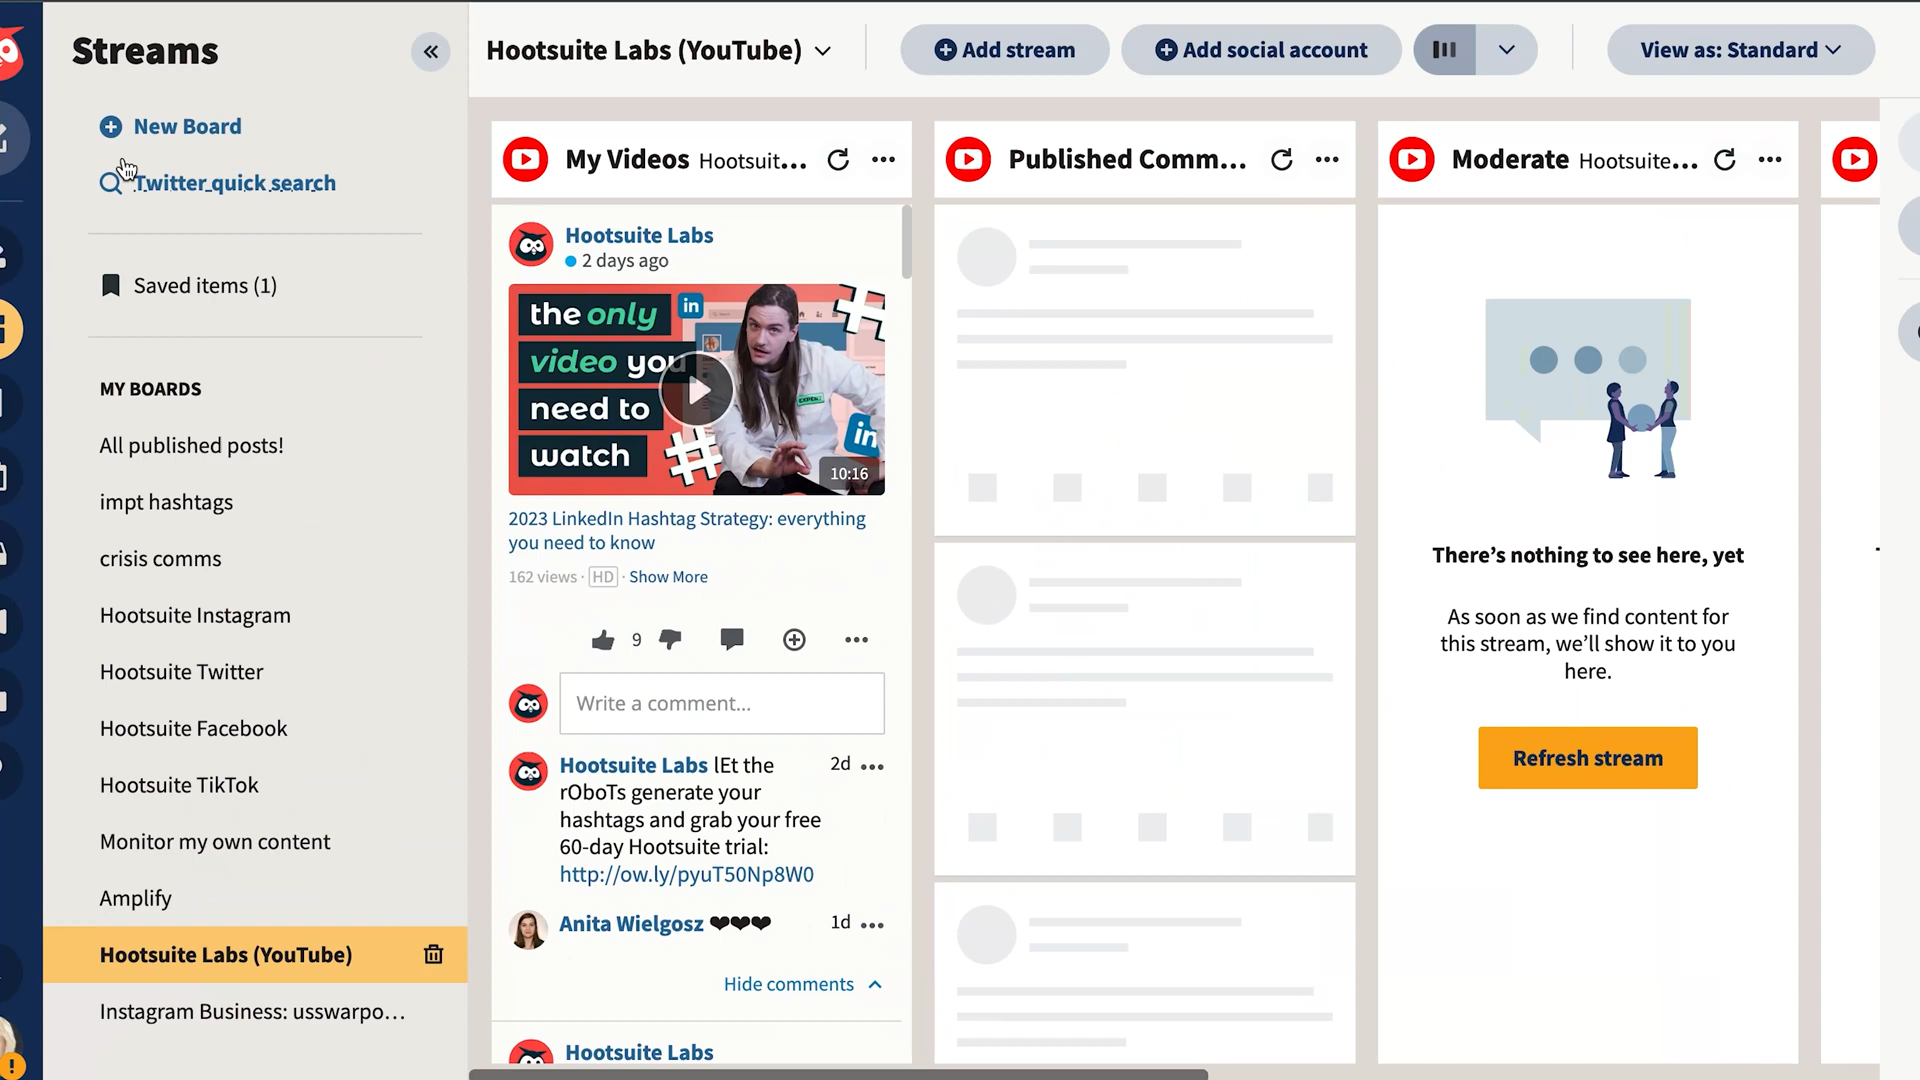 Streams
New Board
Twitter quick search
Saved items (1)
MY BOARDS
All published posts!
impt hashtags
crisis comms
Hootsuite Instagram
Hootsuite Twitter
Hootsuite Facebook
Hootsuite TikTok
Monitor my own content
Amplify
Hootsuite Labs (YouTube)
Instagram Business: usswarpo...
Hootsuite Labs (YouTube)
Add stream
Add social account
View as: Standard
My Videos Hootsuit...
Hootsuite Labs
2 days ago
the only
video you
need to
watch
in
in
EXPERT
10:16
2023 LinkedIn Hashtag Strategy: everything
you need to know
162 views · HD · Show More
9
Write a comment...
Hootsuite Labs lEt the 2d
rOboTs generate your
hashtags and grab your free
60-day Hootsuite trial:
http://ow.ly/pyuT50Np8W0
Anita Wielgosz ❤❤❤ 1d
Hide comments
Hootsuite Labs
Published Comm...
Moderate Hootsuite...
There's nothing to see here, yet
As soon as we find content for
this stream, we'll show it to you
here.
Refresh stream